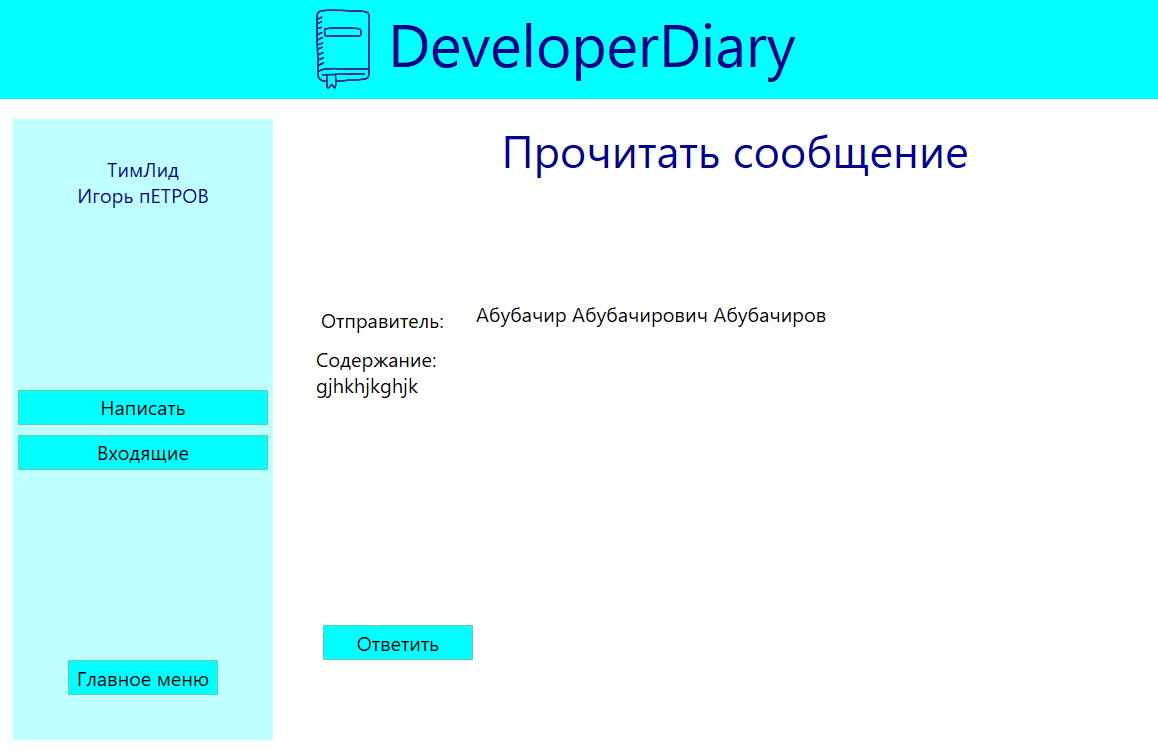 DeveloperDiary
ТимЛид
Игорь пЕТРОВ
Написать
Входящие
Главное меню
Прочитать сообщение
Отправитель: Абубачир Абубачирович Абубачиров
Содержание:
gjhkhjkghjk
Ответить